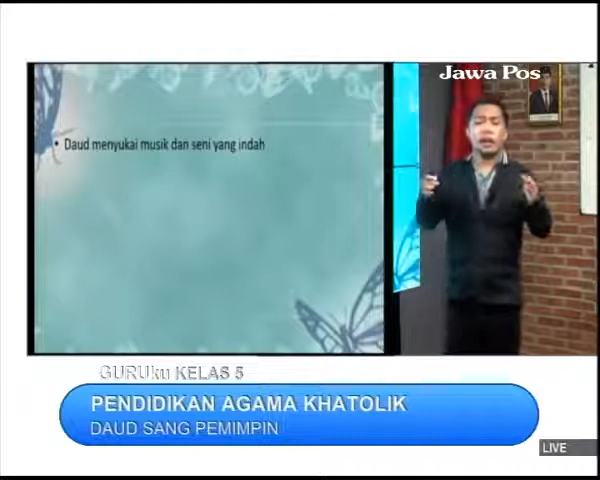 Jawa Pos
• Daud menyukai musik dan seni yang indah
GURUku KELAS 5
PENDIDIKAN AGAMA KHATOLIK
DAUD SANG PEMIMPIN
LIVE